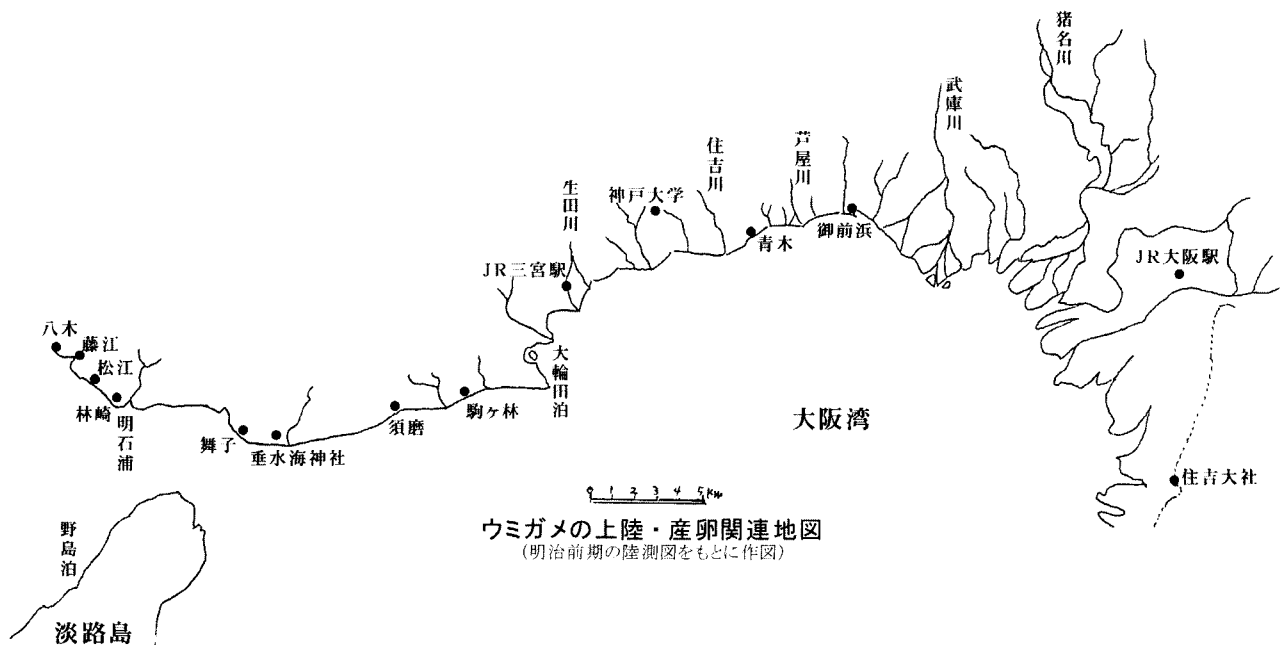 猪名川
武庫川
芦屋川
住吉川
神戸大学
生田川
青木
御前浜
JR三宮駅
JR大阪駅
八木
藤江
松江
林崎
明石浦
舞子
垂水海神社
須磨
駒ヶ林
大輪田泊
大阪湾
住吉大社
0 1 2 3 4 5KM
ウミガメの上陸・産卵関連地図
(明治前期の陸測図をもとに作図)
野島泊
淡路島